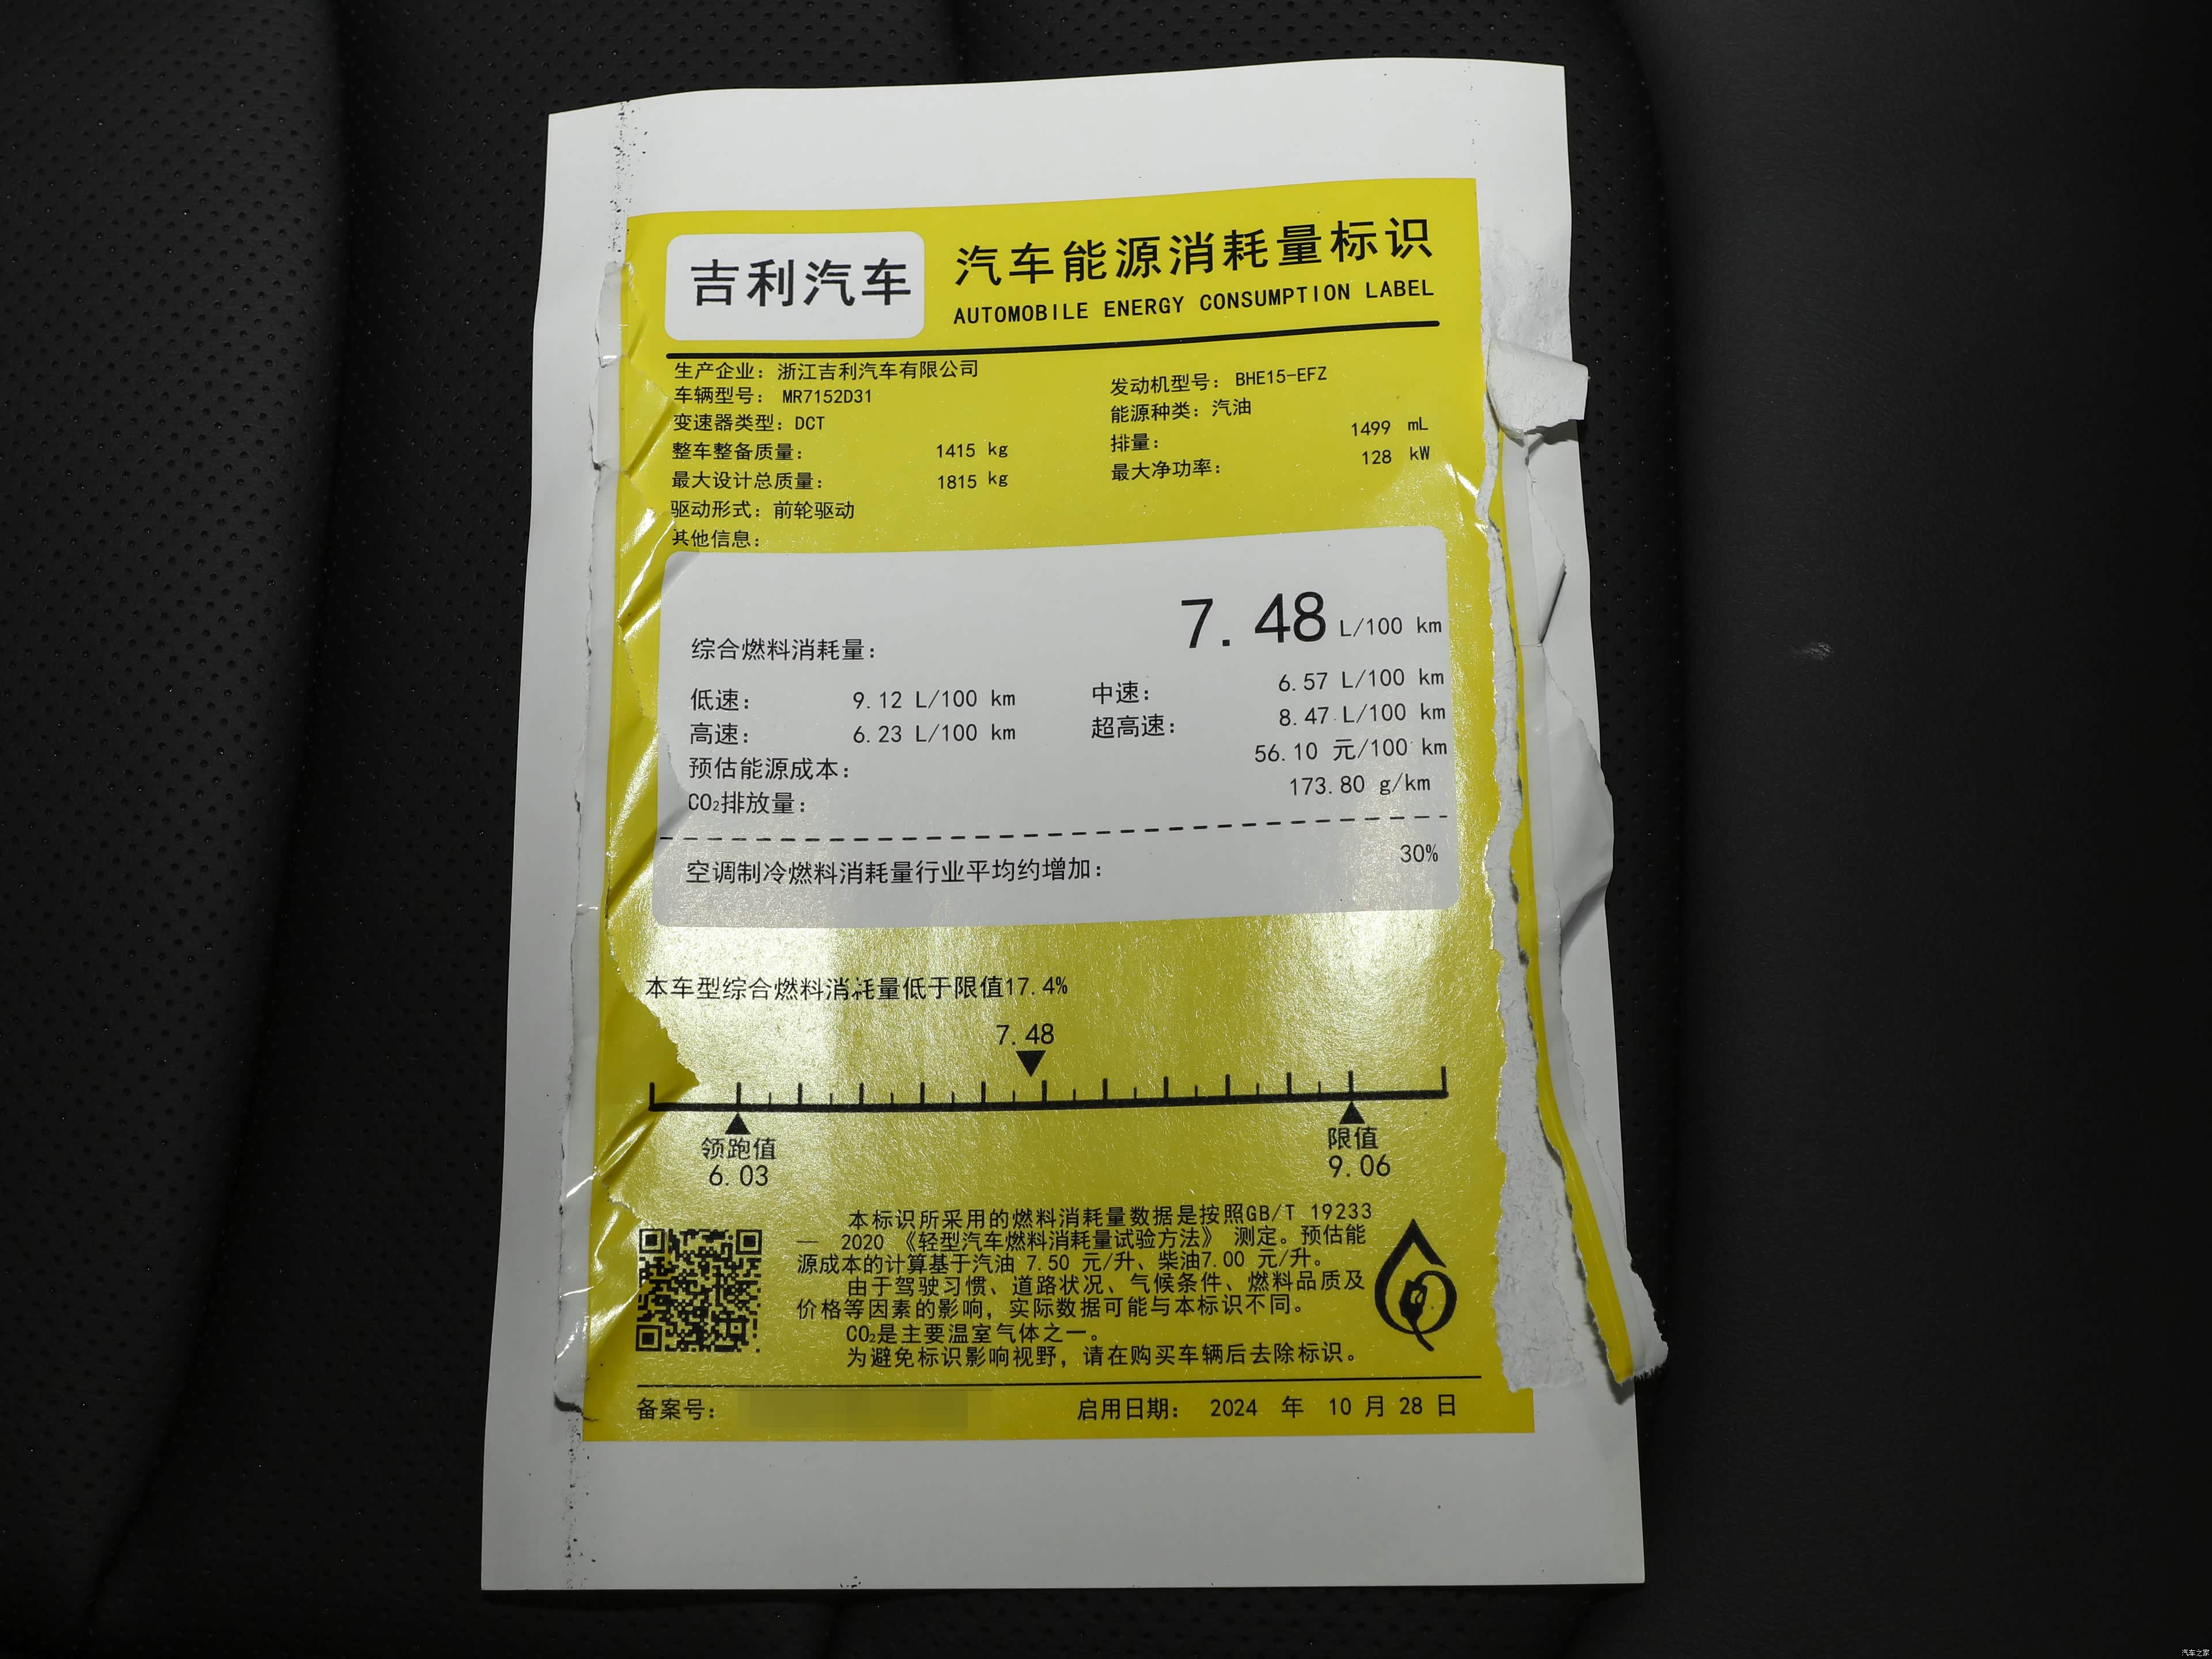 吉利汽车
汽车能源消耗量标识
AUTOMOBILE ENERGY CONSUMPTION LABEL
生产企业: 浙江吉利汽车有限公司
车辆型号: MR7152D31
变速器类型: DCT
整车整备质量: 1415 kg
最大设计总质量: 1815 kg
驱动形式: 前轮驱动
其他信息:
发动机型号: BHE15-EFZ
能源种类: 汽油
排量: 1499 mL
最大净功率: 128 kW
综合燃料消耗量: 7.48 L/100 km
低速: 9.12 L/100 km 中速: 6.57 L/100 km
高速: 6.23 L/100 km 超高速: 8.47 L/100 km
预估能源成本: 56.10 元/100 km
CO₂排放量: 173.80 g/km
空调制冷燃料消耗量行业平均约增加: 30%
本车型综合燃料消耗量低于限值17.4%
7.48
领跑值 限值
6.03 9.06
本标识所采用的燃料消耗量数据是按照GB/T 19233
— 2020 《轻型汽车燃料消耗量试验方法》 测定。预估能
源成本的计算基于汽油 7.50 元/升、柴油7.00 元/升。
由于驾驶习惯、道路状况、气候条件、燃料品质及
价格等因素的影响, 实际数据可能与本标识不同。
CO₂是主要温室气体之一。
为避免标识影响视野, 请在购买车辆后去除标识。
备案号: 启用日期: 2024 年 10 月 28 日
汽车之家